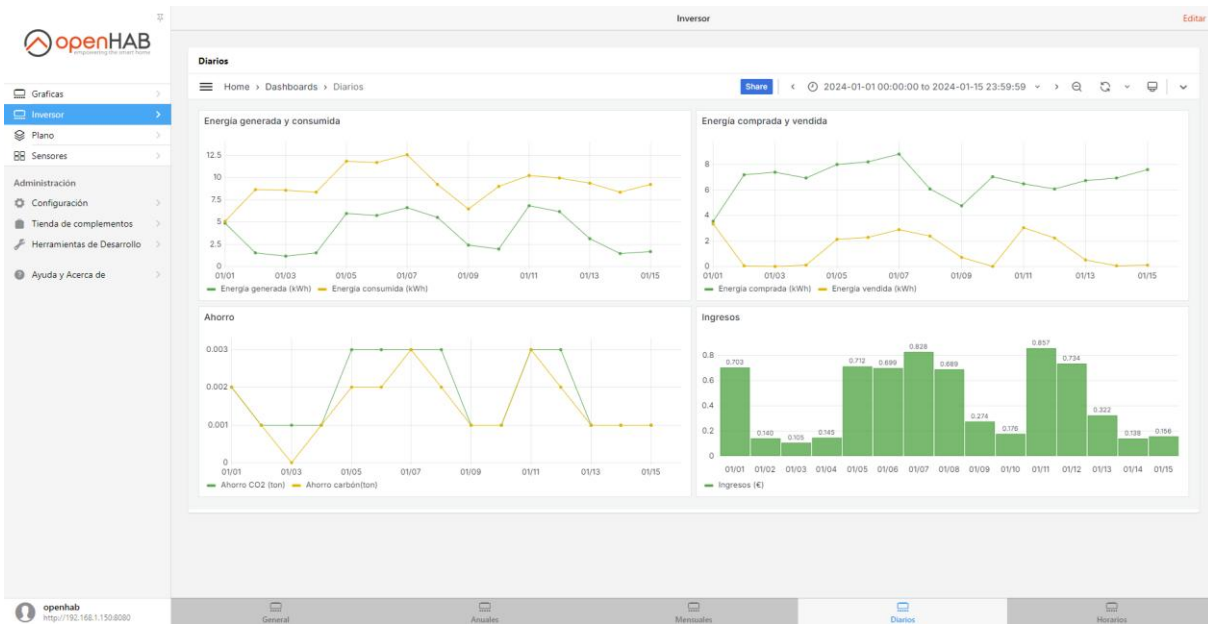 openHAB
empowering the smart home
Graficas
Inversor
Plano
Sensores
Administración
Configuración
Tienda de complementos
Herramientas de Desarrollo
Ayuda y Acerca de
openhab
http://192.168.1.150:8080
Inversor
Editar
Diarios
Home › Dashboards › Diarios
Share
2024-01-01 00:00:00 to 2024-01-15 23:59:59
Energía generada y consumida
12.5
10
7.5
5
2.5
0
01/01 01/03 01/05 01/07 01/09 01/11 01/13 01/15
Energía generada (kWh) Energía consumida (kWh)
Energía comprada y vendida
8
6
4
2
0
01/01 01/03 01/05 01/07 01/09 01/11 01/13 01/15
Energía comprada (kWh) Energía vendida (kWh)
Ahorro
0.003
0.002
0.001
0
01/01 01/03 01/05 01/07 01/09 01/11 01/13 01/15
Ahorro CO2 (ton) Ahorro carbón(ton)
Ingresos
0.8
0.6
0.4
0.2
0
0.703 0.140 0.105 0.145 0.712 0.699 0.828 0.689 0.274 0.176 0.857 0.734 0.322 0.139 0.156
01/01 01/02 01/03 01/04 01/05 01/06 01/07 01/08 01/09 01/10 01/11 01/12 01/13 01/14 01/15
Ingresos (€)
General Anuales Mensuales Diarios Horarios